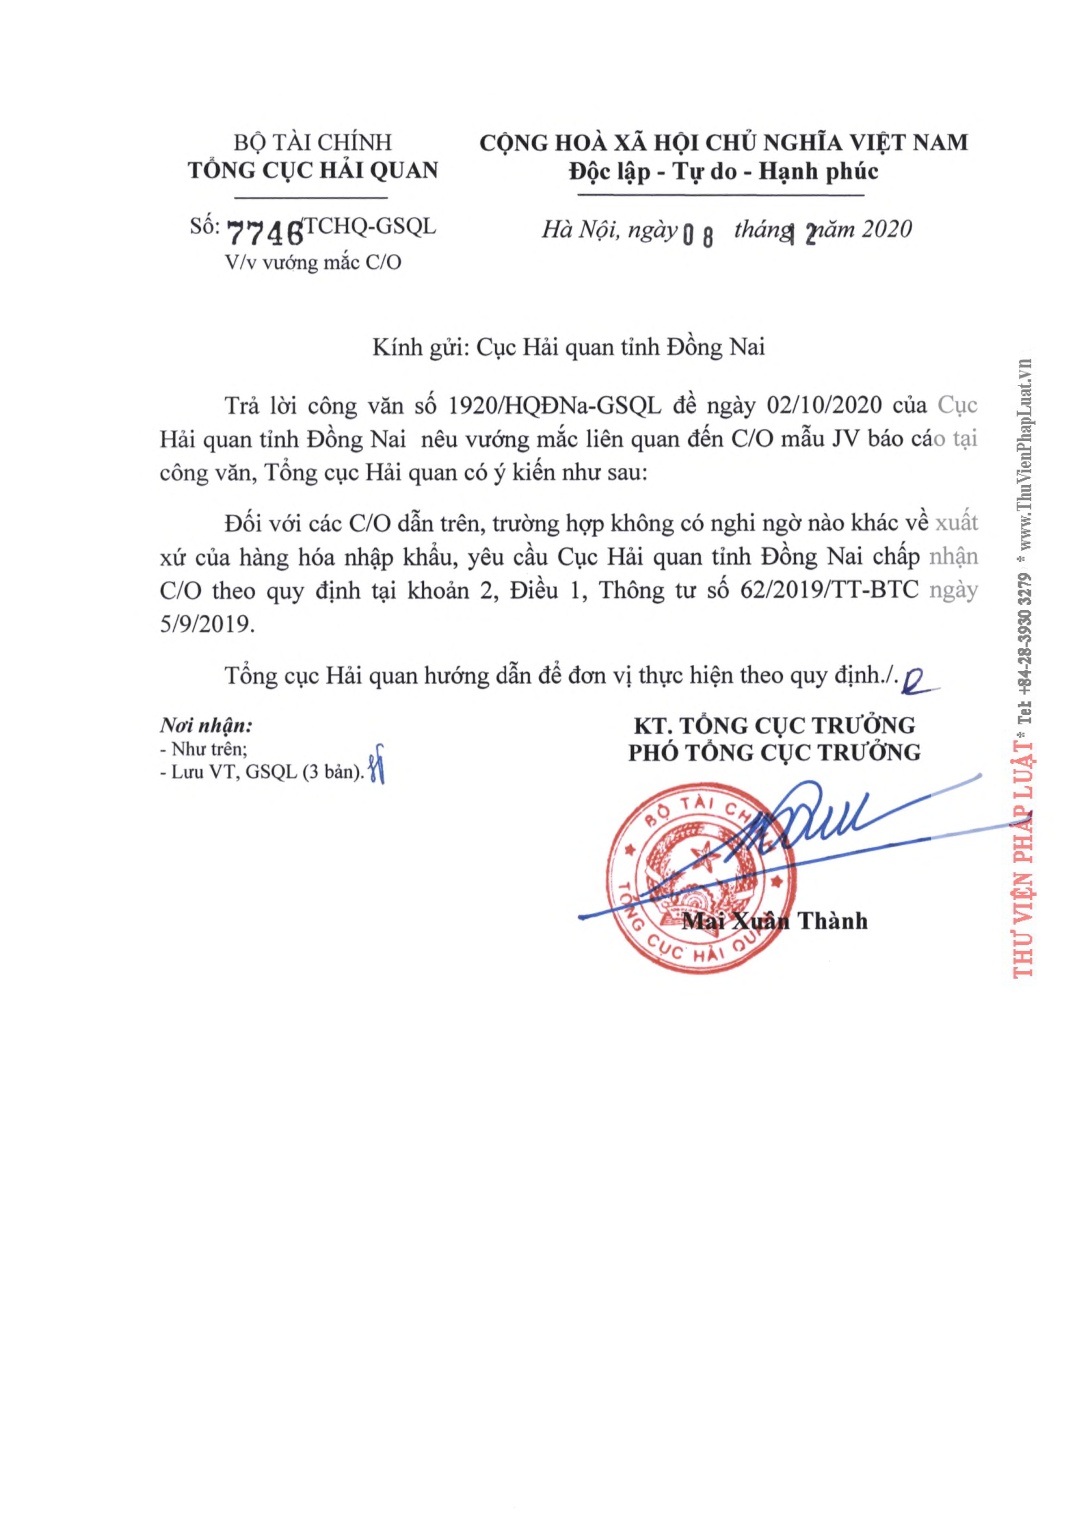 BỘ TÀI CHÍNH
TỔNG CỤC HẢI QUAN
CỘNG HOÀ XÃ HỘI CHỦ NGHĨA VIỆT NAM
Độc lập - Tự do - Hạnh phúc
Số: 7746/TCHQ-GSQL
V/v vướng mắc C/O
Hà Nội, ngày 08 tháng 12 năm 2020
Kính gửi: Cục Hải quan tỉnh Đồng Nai
Trả lời công văn số 1920/HQĐNa-GSQL đề ngày 02/10/2020 của Cục
Hải quan tỉnh Đồng Nai nêu vướng mắc liên quan đến C/O mẫu JV báo cáo tại
công văn, Tổng cục Hải quan có ý kiến như sau:
Đối với các C/O dẫn trên, trường hợp không có nghi ngờ nào khác về xuất
xứ của hàng hóa nhập khẩu, yêu cầu Cục Hải quan tỉnh Đồng Nai chấp nhận
C/O theo quy định tại khoản 2, Điều 1, Thông tư số 62/2019/TT-BTC ngày
5/9/2019.
Tổng cục Hải quan hướng dẫn để đơn vị thực hiện theo quy định./.
Nơi nhận:
- Như trên;
- Lưu VT, GSQL (3 bản).
KT. TỔNG CỤC TRƯỞNG
PHÓ TỔNG CỤC TRƯỞNG
BỘ TÀI CHÍNH
TỔNG CỤC HẢI QUAN
Mai Xuân Thành
THƯ VIỆN PHÁP LUẬT * Tel: +84-28-3930 3279 * www.ThuVienPhapLuat.vn